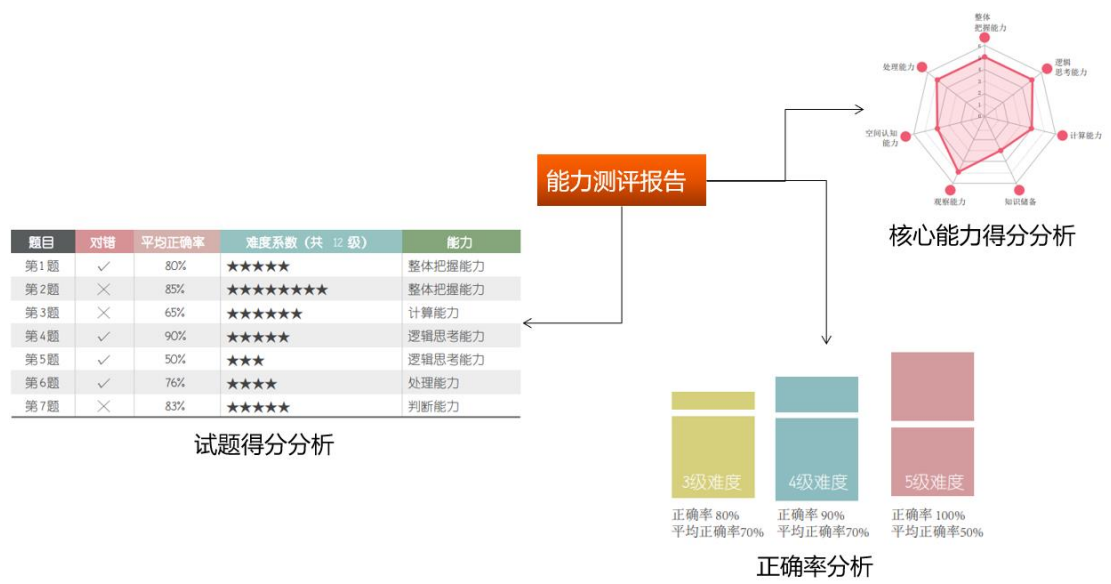 整体
把握能力
逻辑
思考能力
处理能力
6
5
4
3
2
1
0
空间认知
能力
计算能力
观察能力
知识储备
核心能力得分分析
能力测评报告
题目 对错 平均正确率 难度系数（共 12 级） 能力
第1题 ✓ 80% ★★★★★ 整体把握能力
第2题 × 85% ★★★★★★★★ 整体把握能力
第3题 × 65% ★★★★★★ 计算能力
第4题 ✓ 90% ★★★★★ 逻辑思考能力
第5题 ✓ 50% ★★★ 逻辑思考能力
第6题 ✓ 76% ★★★★ 处理能力
第7题 × 83% ★★★★★ 判断能力
试题得分分析
3级难度 4级难度 5级难度
正确率 80% 正确率 90% 正确率 100%
平均正确率70% 平均正确率70% 平均正确率50%
正确率分析